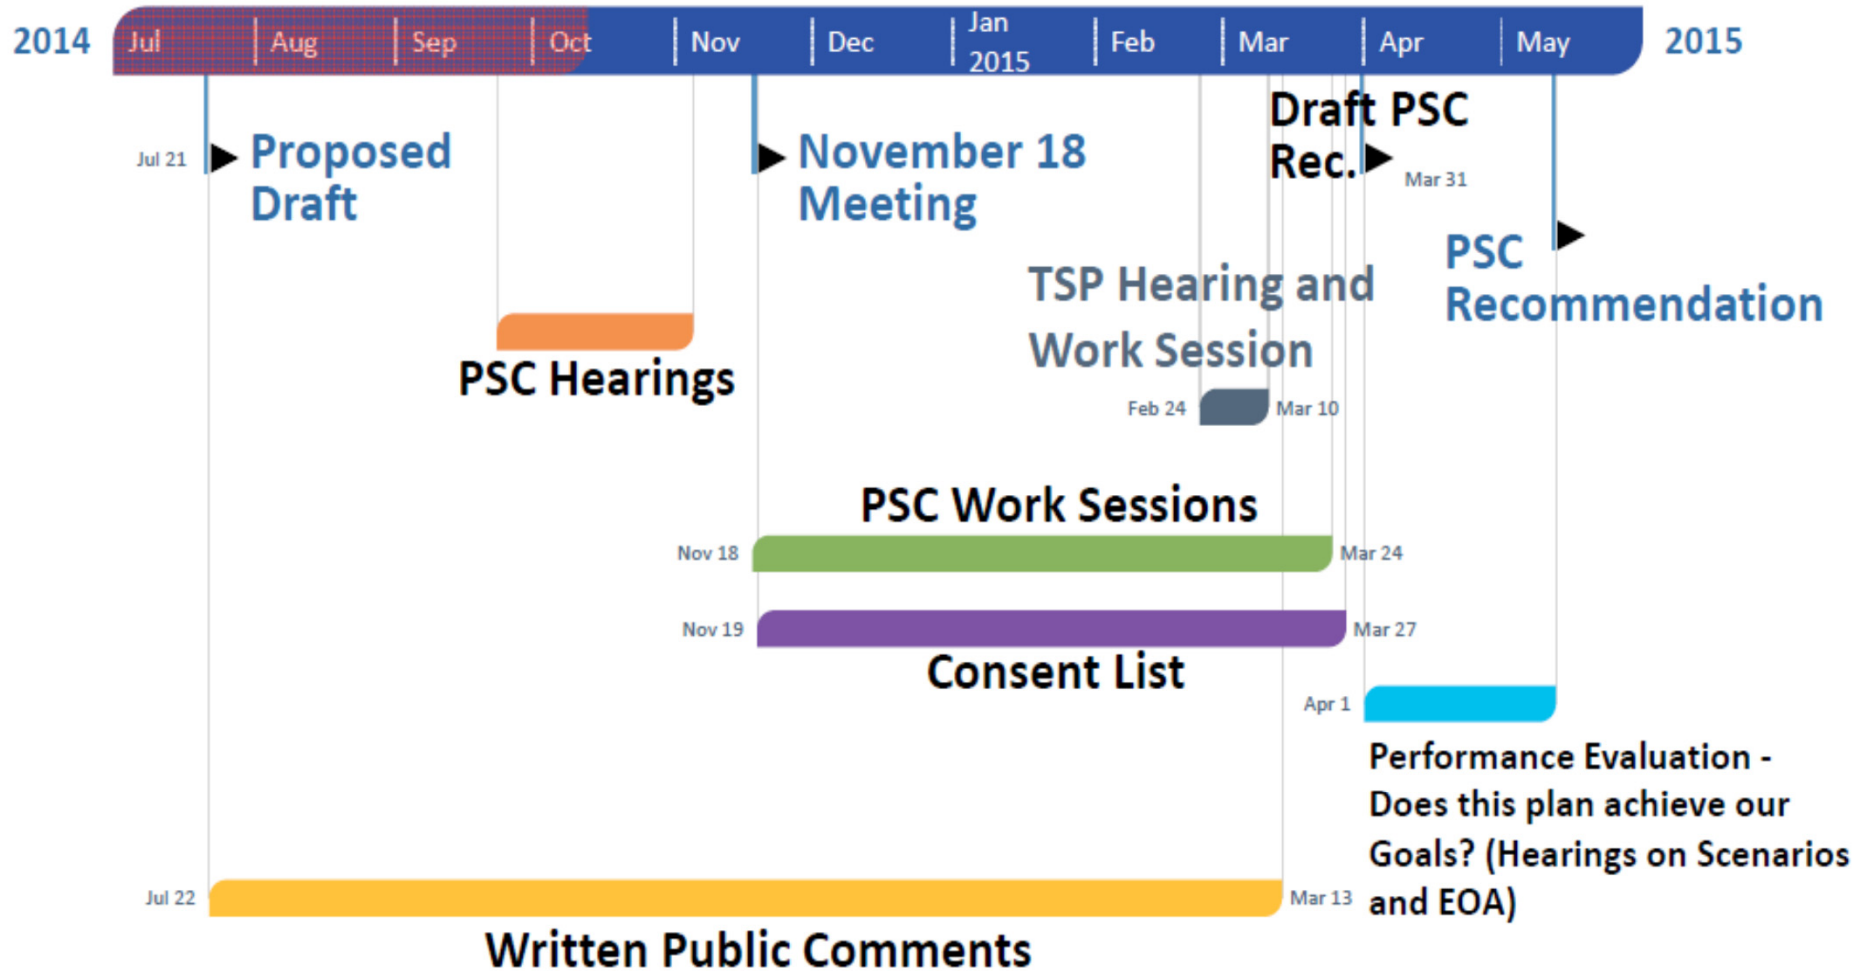 2014 Jul Aug Sep Oct Nov Dec Jan Feb Mar Apr May 2015
2015
Draft PSC
Rec.
Mar 31
Jul 21
Proposed
Draft
November 18
Meeting
PSC
Recommendation
TSP Hearing and
Work Session
Feb 24
Mar 10
PSC Hearings
PSC Work Sessions
Nov 18
Mar 24
Nov 19
Mar 27
Consent List
Apr 1
Performance Evaluation -
Does this plan achieve our
Goals? (Hearings on Scenarios
and EOA)
Jul 22
Mar 13
Written Public Comments